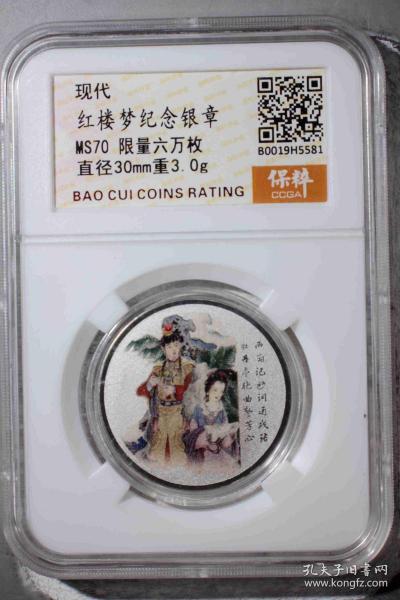 现代
红楼梦纪念银章
MS70 限量六万枚
直径30mm重3.0g
BAO CUI COINS RATING
B0019H5581
保粹
CCGA
西厢记妙词通戏语
牡丹亭艳曲警芳心
孔夫子旧书网
www.kongfz.com